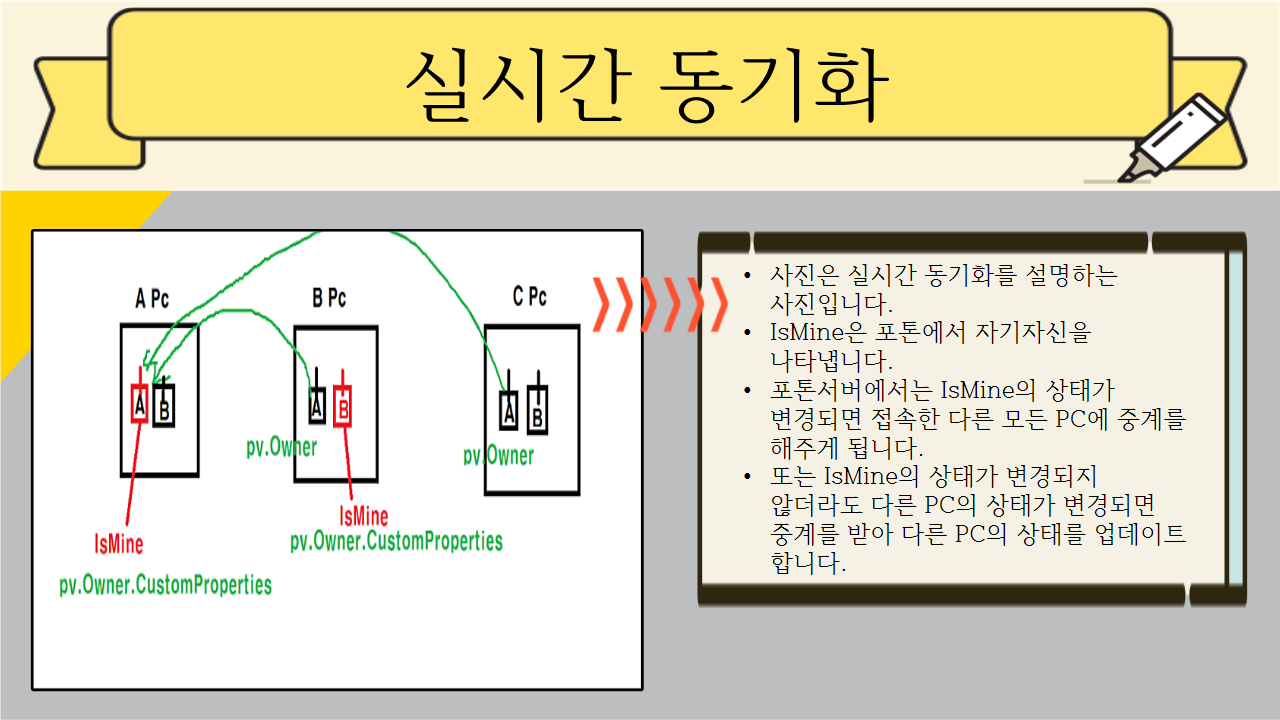 실시간 동기화
A Pc
B Pc
C Pc
A
B
A
B
A
B
pv.Owner
pv.Owner
IsMine
IsMine
pv.Owner.CustomProperties
pv.Owner.CustomProperties
• 사진은 실시간 동기화를 설명하는
사진입니다.
• IsMine은 포톤에서 자기자신을
나타냅니다.
• 포톤서버에서는 IsMine의 상태가
변경되면 접속한 다른 모든 PC에 중계를
해주게 됩니다.
• 또는 IsMine의 상태가 변경되지
않더라도 다른 PC의 상태가 변경되면
중계를 받아 다른 PC의 상태를 업데이트
합니다.